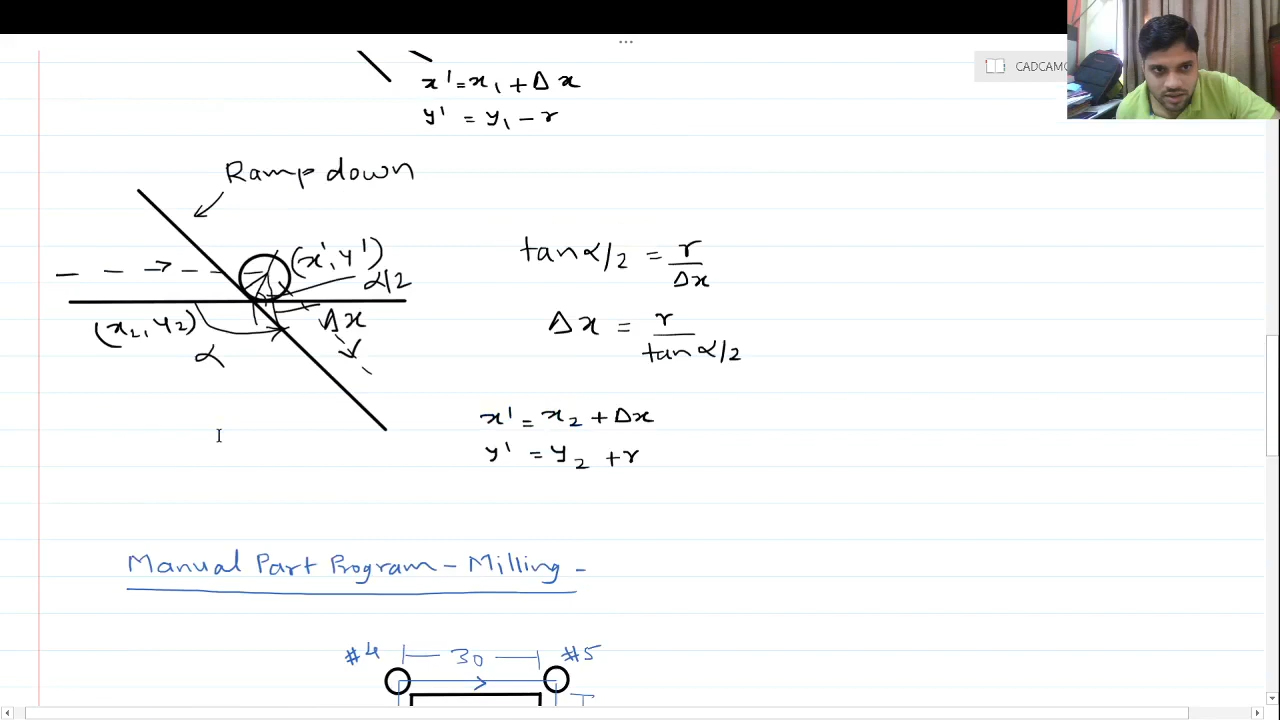 CADCAM
x' = x₁ + Δx
y' = y₁ - r
Ramp down
(x', y')
α/2
(x₂, y₂)
Δx
α
tan α/2 = r/Δx
Δx = r/tan α/2
x' = x₂ + Δx
y' = y₂ + r
Manual Part Program - Milling -
#4
30
#5